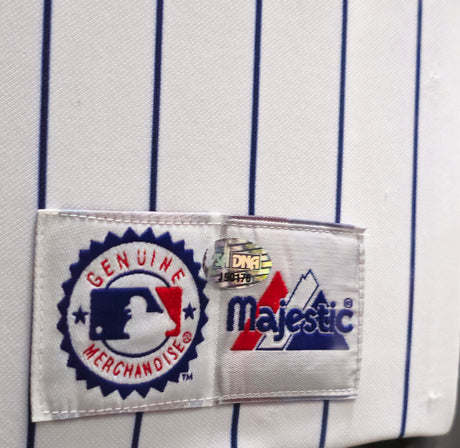 GENUINE
MERCHANDISE®
™
& DNA
Majestic®